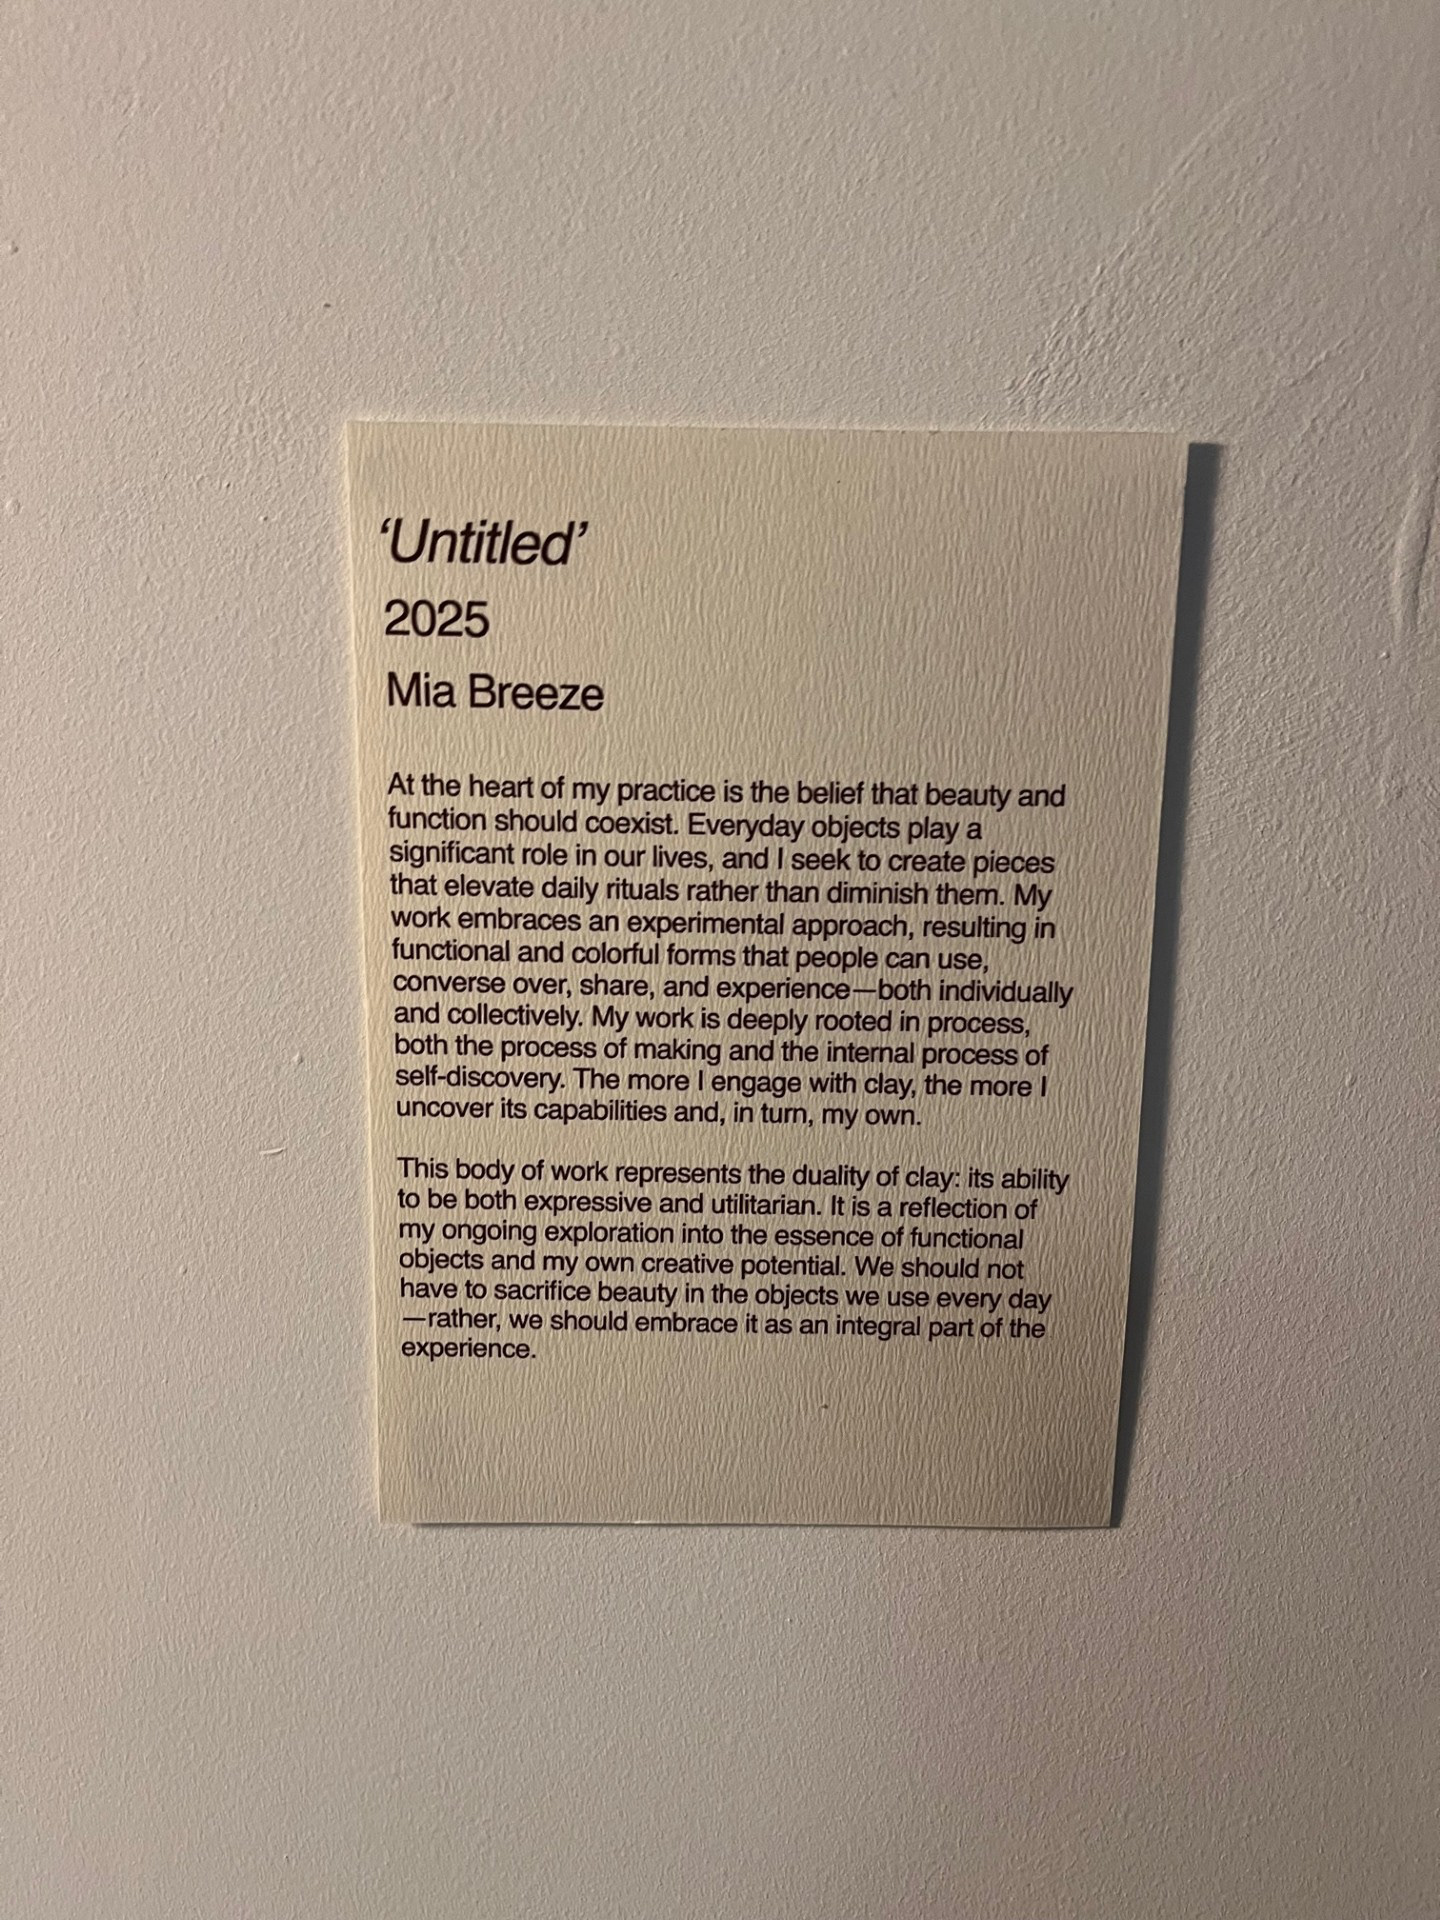 ‘Untitled’
2025
Mia Breeze
At the heart of my practice is the belief that beauty and
function should coexist. Everyday objects play a
significant role in our lives, and I seek to create pieces
that elevate daily rituals rather than diminish them. My
work embraces an experimental approach, resulting in
functional and colorful forms that people can use,
converse over, share, and experience—both individually
and collectively. My work is deeply rooted in process,
both the process of making and the internal process of
self-discovery. The more I engage with clay, the more I
uncover its capabilities and, in turn, my own.
This body of work represents the duality of clay: its ability
to be both expressive and utilitarian. It is a reflection of
my ongoing exploration into the essence of functional
objects and my own creative potential. We should not
have to sacrifice beauty in the objects we use every day
—rather, we should embrace it as an integral part of the
experience.